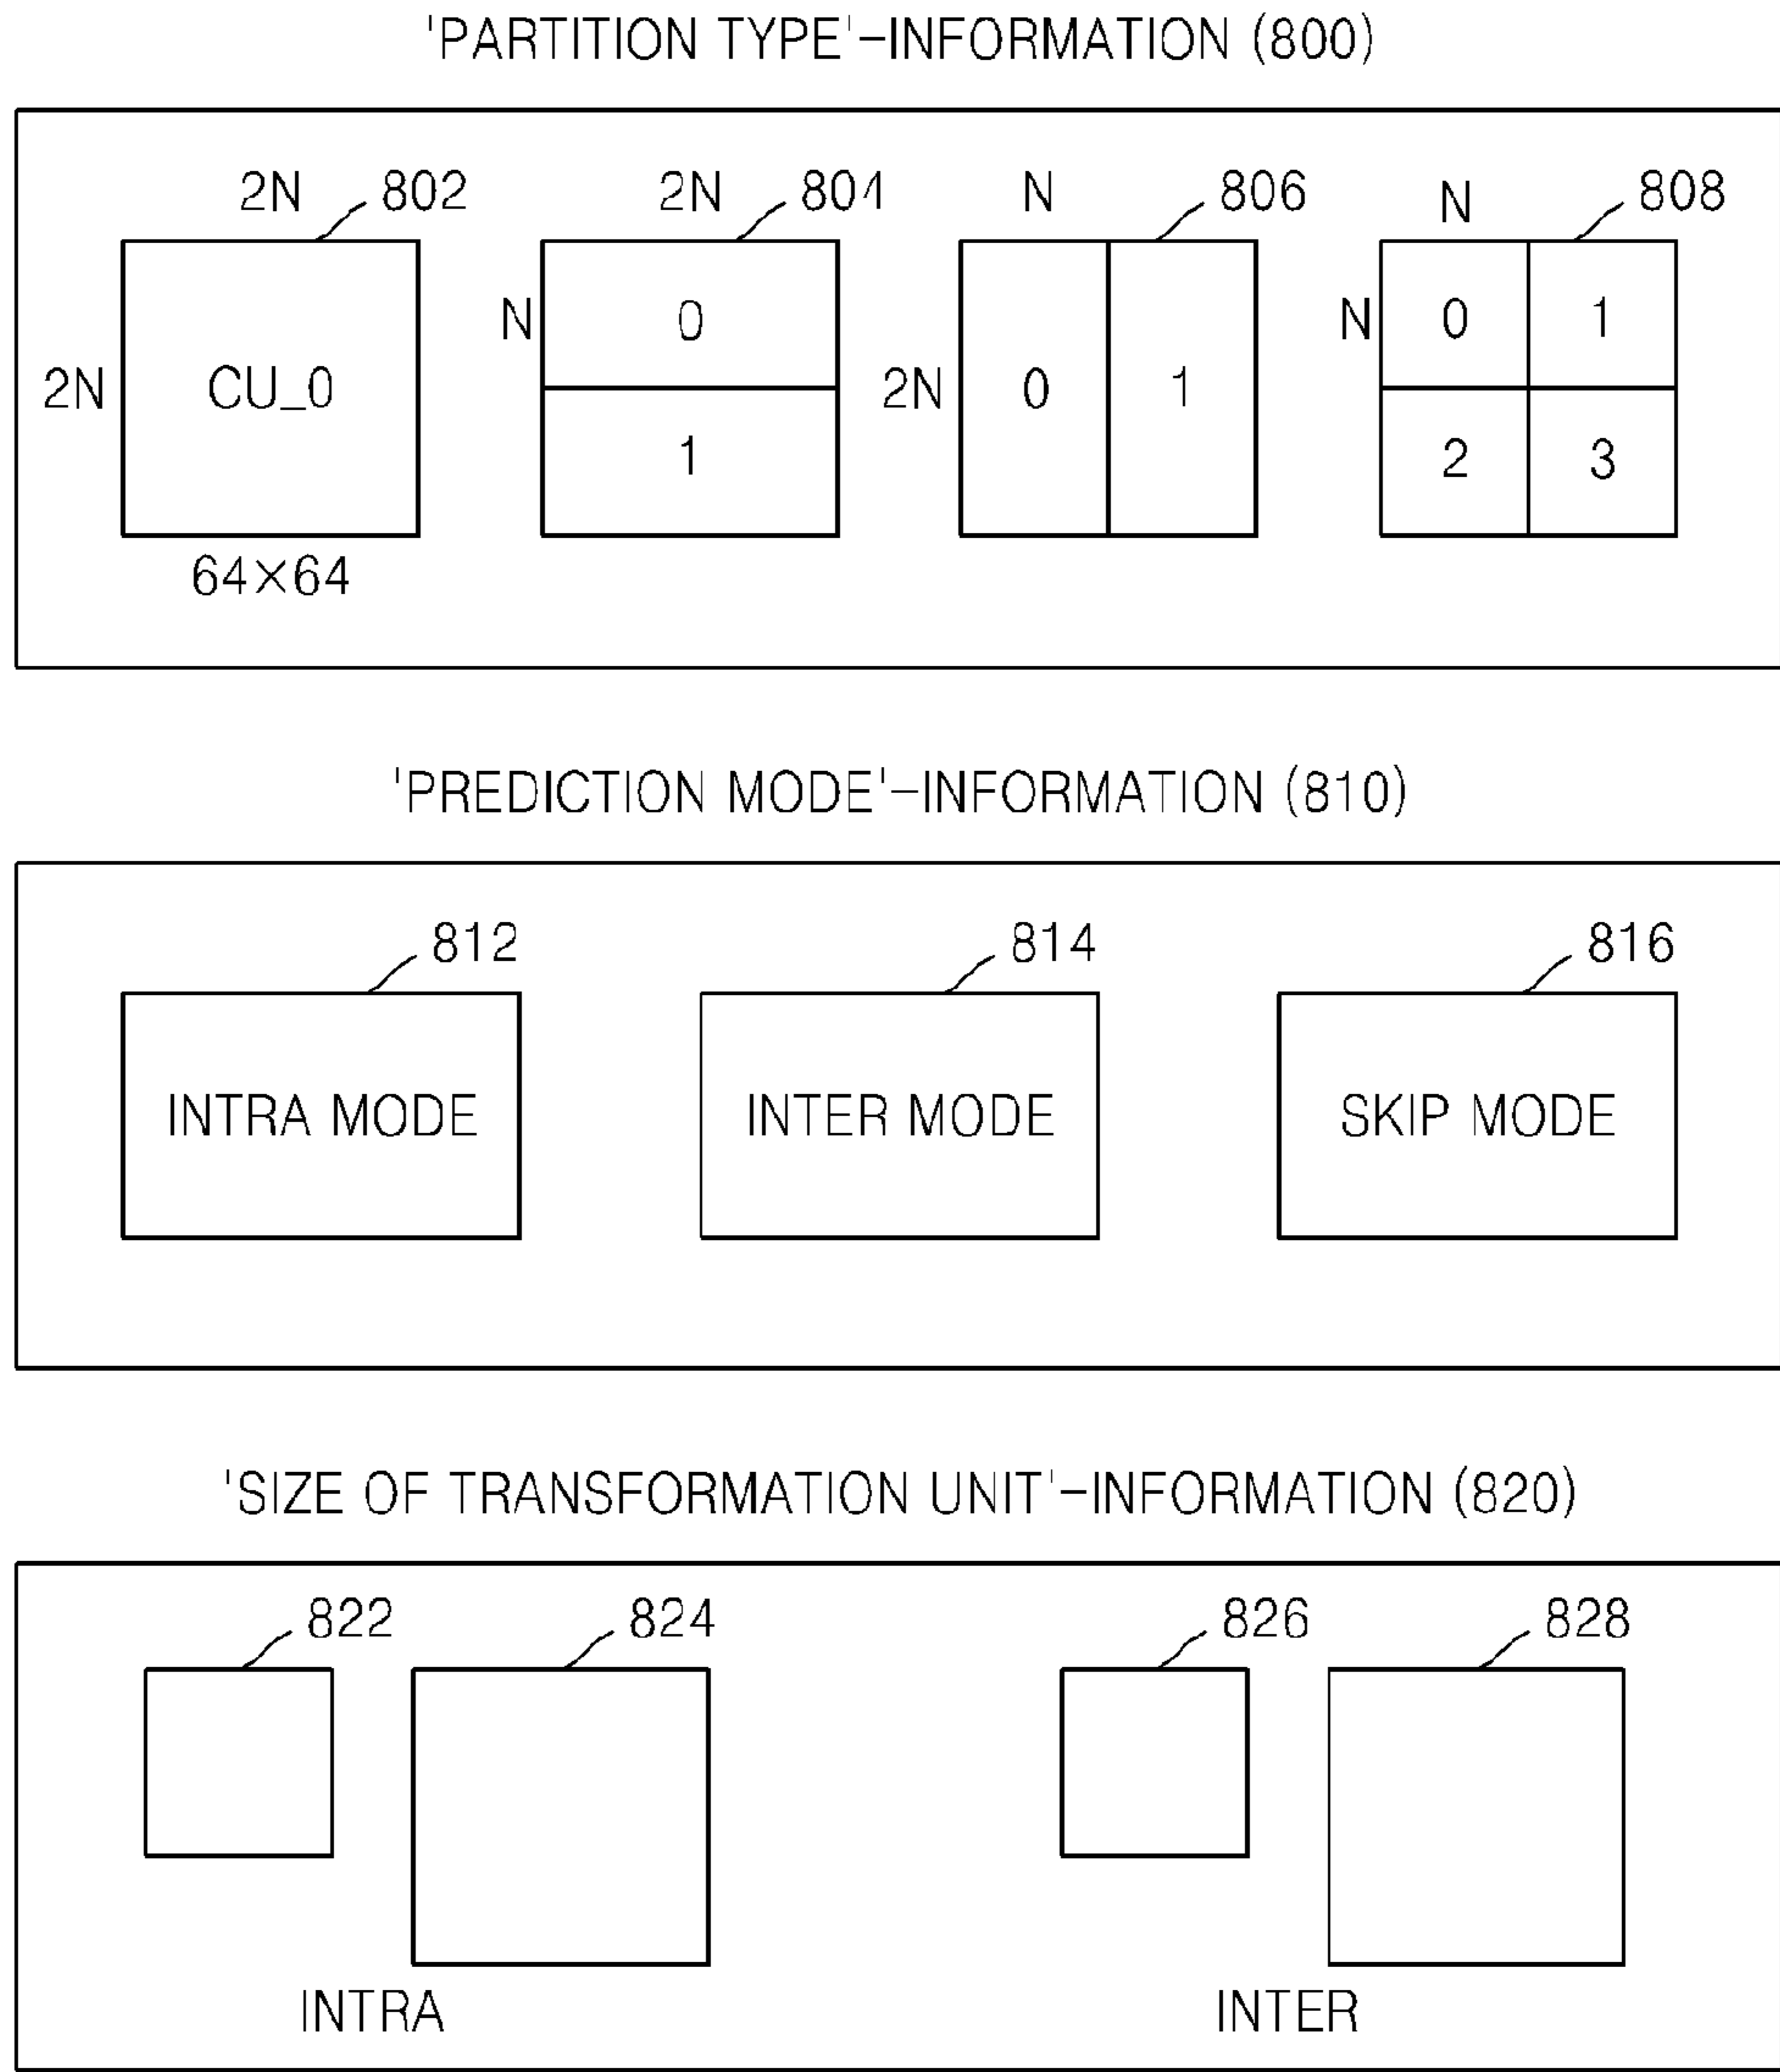 'PARTITION TYPE'-INFORMATION (800)
2N 802 2N 804 N 806 N 808
N 0 N 0 1
2N CU_0 2N 0 1
1 2 3
64×64
'PREDICTION MODE'-INFORMATION (810)
812 814 816
INTRA MODE INTER MODE SKIP MODE
'SIZE OF TRANSFORMATION UNIT'-INFORMATION (820)
822 824 826 828
INTRA INTER